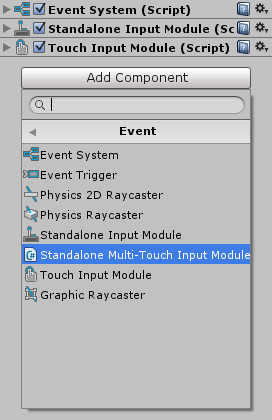 Event System (Script)
Standalone Input Module (Sc
Touch Input Module (Script)
Add Component
Event
Event System
Event Trigger
Physics 2D Raycaster
Physics Raycaster
Standalone Input Module
Standalone Multi-Touch Input Module
Touch Input Module
Graphic Raycaster